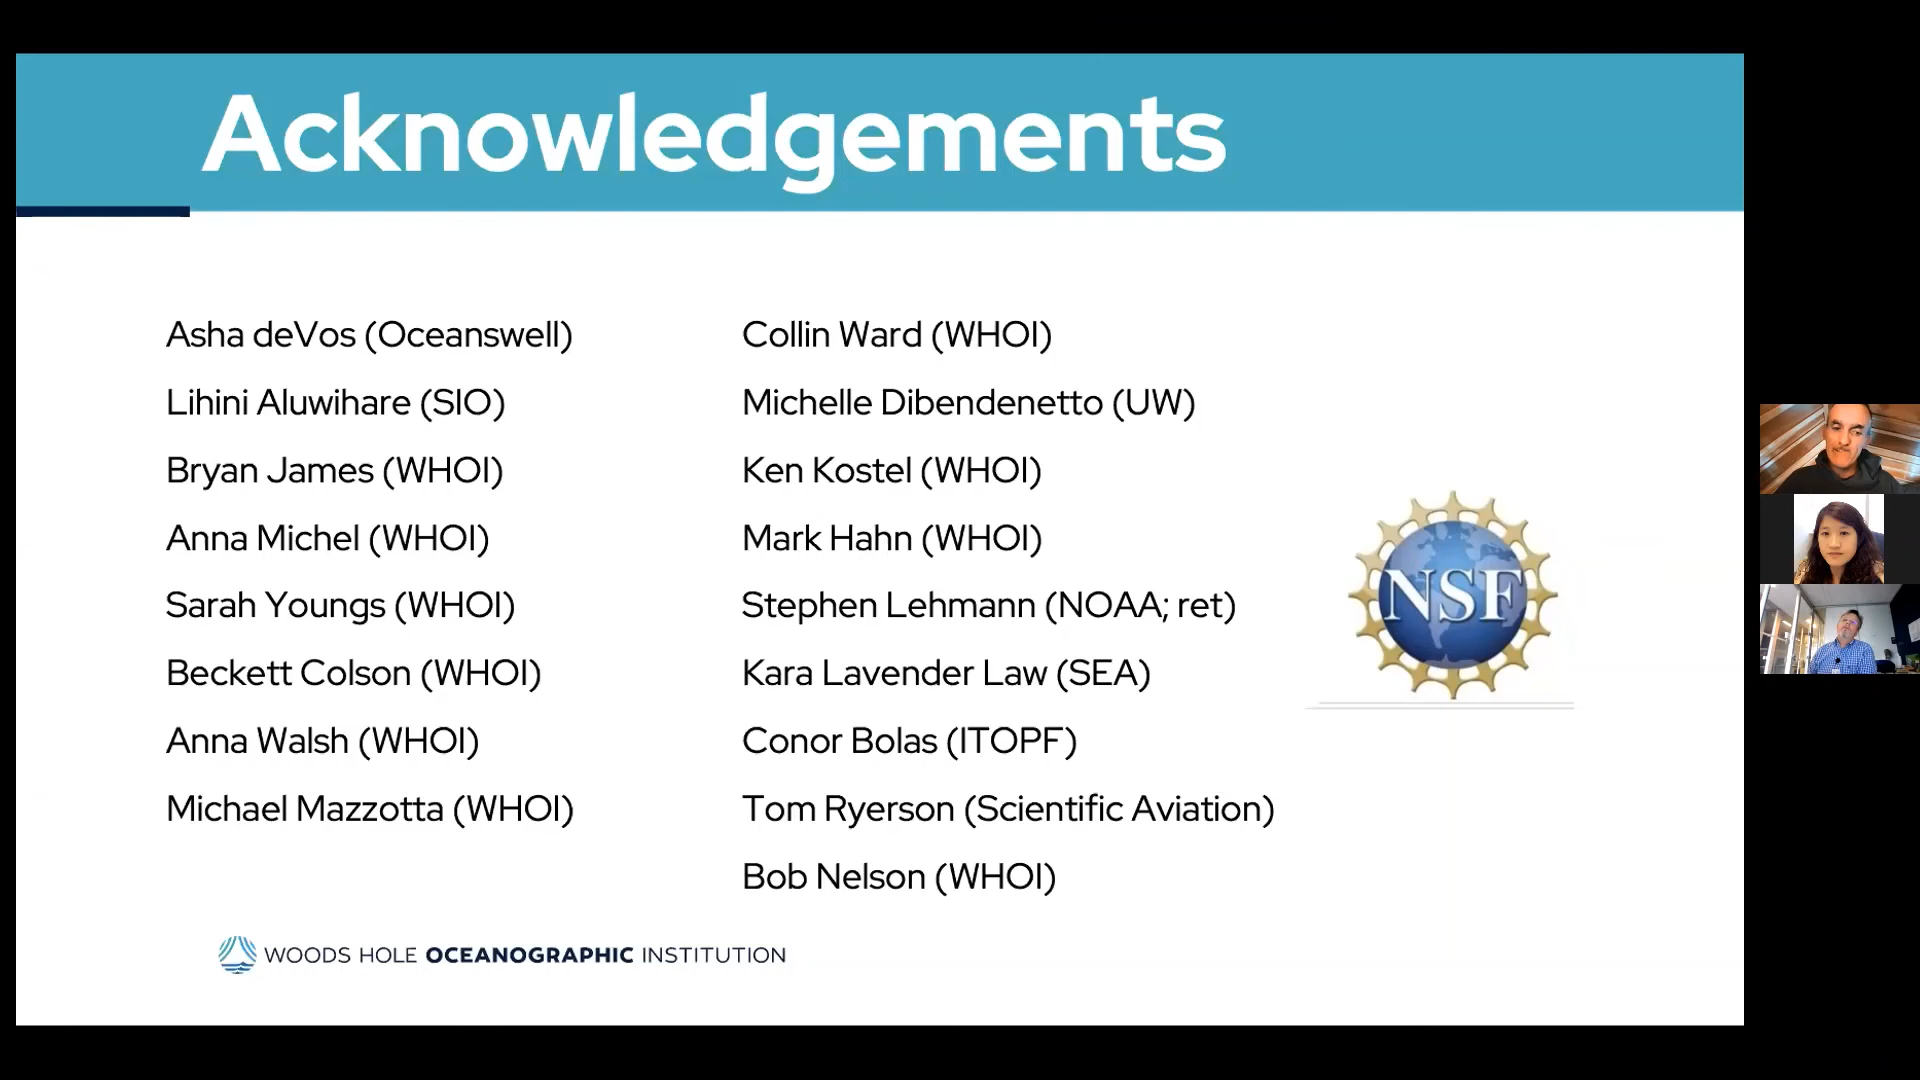 Acknowledgements
Asha deVos (Oceanswell)
Lihini Aluwihare (SIO)
Bryan James (WHOI)
Anna Michel (WHOI)
Sarah Youngs (WHOI)
Beckett Colson (WHOI)
Anna Walsh (WHOI)
Michael Mazzotta (WHOI)
Collin Ward (WHOI)
Michelle Dibendenetto (UW)
Ken Kostel (WHOI)
Mark Hahn (WHOI)
Stephen Lehmann (NOAA; ret)
Kara Lavender Law (SEA)
Conor Bolas (ITOPF)
Tom Ryerson (Scientific Aviation)
Bob Nelson (WHOI)
NSF
WOODS HOLE OCEANOGRAPHIC INSTITUTION